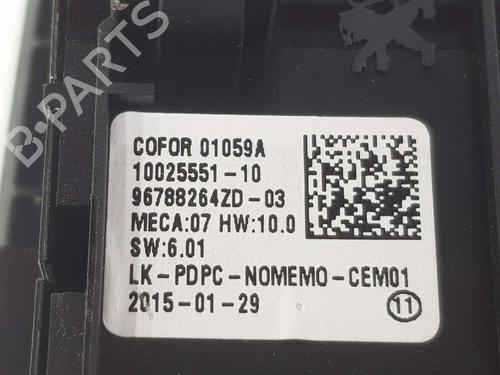 B-PARTS
COFOR 01059A
10025551-10
96788264ZD-03
MECA:07 HW:10.0
SW:6.01
LK-PDPC-NOMEMO-CEM01
2015-01-29
11